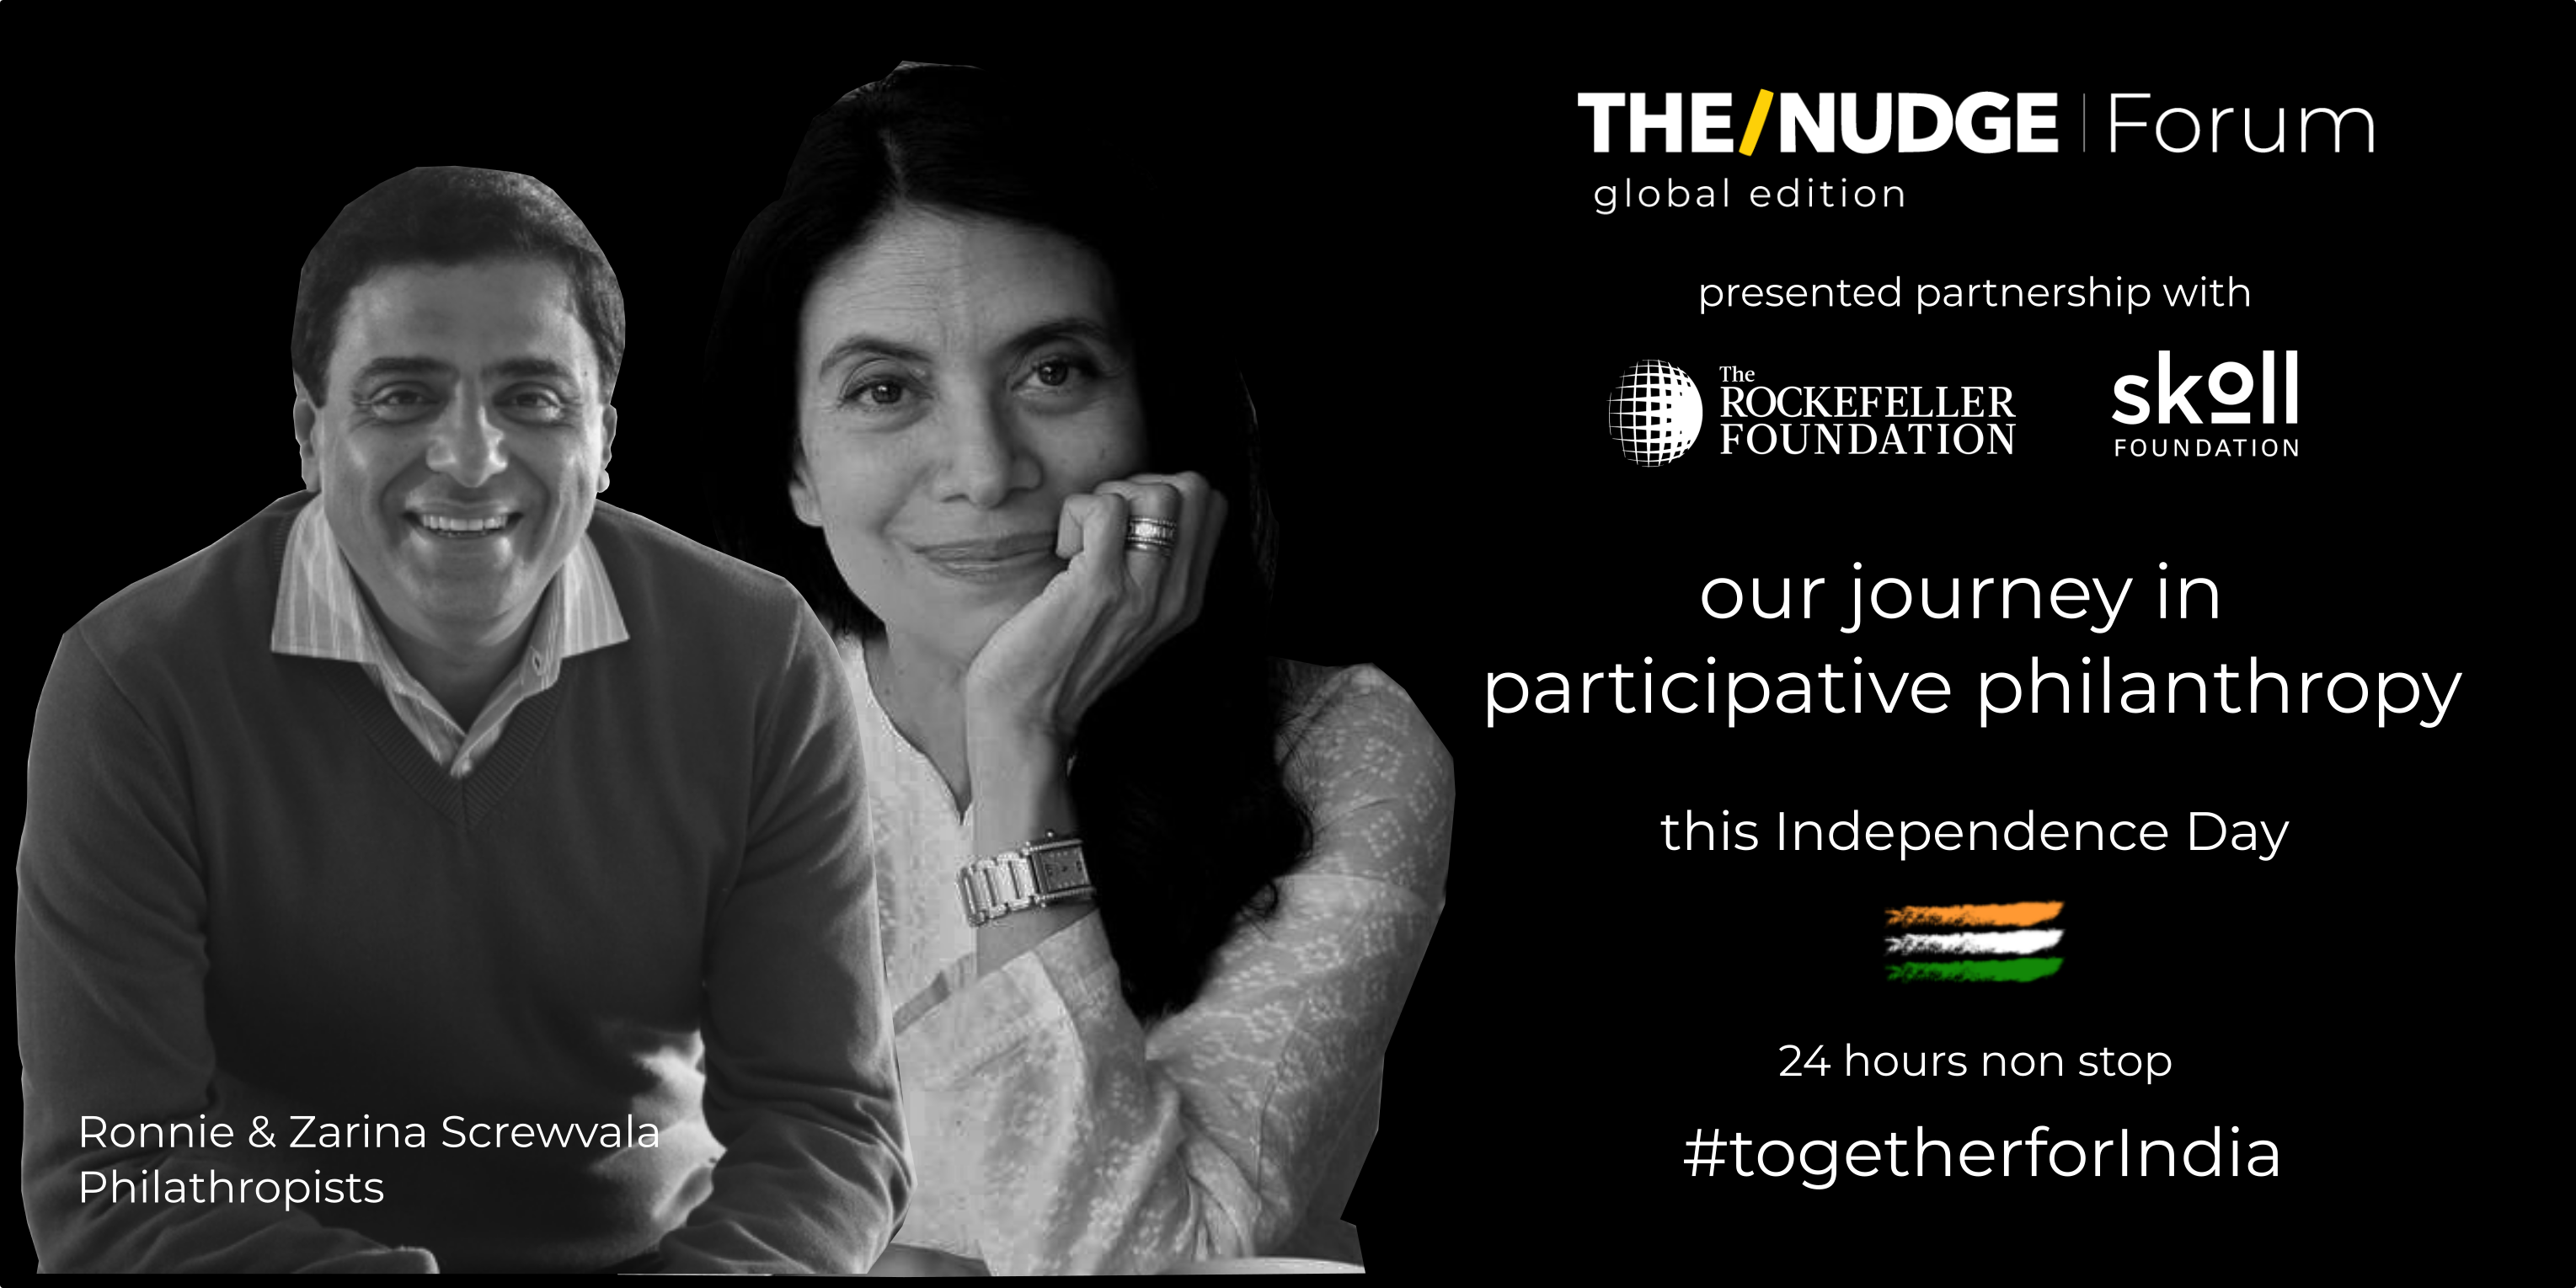 THE/NUDGE | Forum
global edition
presented partnership with
The
ROCKEFELLER
FOUNDATION
skoll
FOUNDATION
our journey in
participative philanthropy
this Independence Day
24 hours non stop
#togetherforIndia
Ronnie & Zarina Screwvala
Philathropists